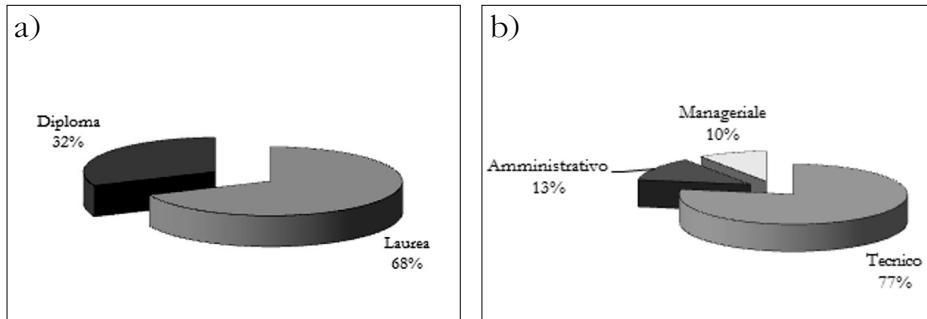 a)
Diploma
32%
Laurea
68%
b)
Manageriale
10%
Amministrativo
13%
Tecnico
77%